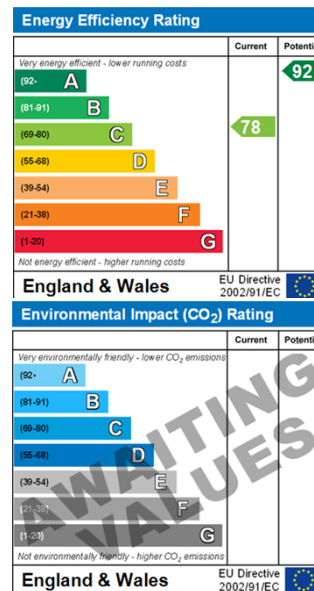 Energy Efficiency Rating
Current Potenti
Very energy efficient - lower running costs
(92- A
(81-91) B
(69-80) C
(55-68) D
(39-54) E
(21-38) F
(1-20) G
78
92
Not energy efficient - higher running costs
England & Wales
EU Directive
2002/91/EC
Environmental Impact (CO₂) Rating
Current Potenti
Very environmentally friendly - lower CO₂ emissions
(92- A
(81-91) B
(69-80) C
(55-68) D
(39-54) E
(21-38) F
(1-20) G
AWAITING
VALUES
Not environmentally friendly - higher CO₂ emissions
England & Wales
EU Directive
2002/91/EC